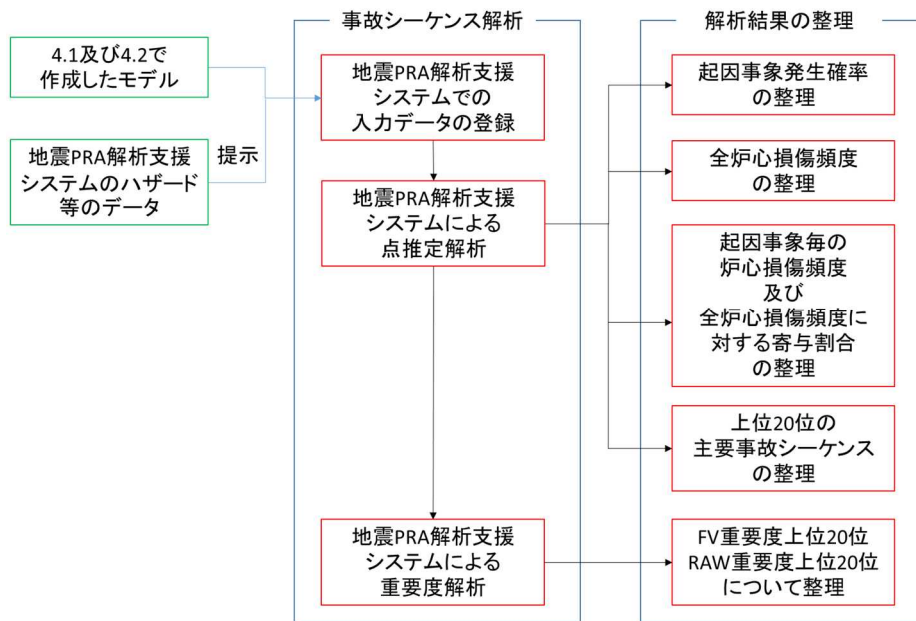 事故シーケンス解析
解析結果の整理
4.1及び4.2で
作成したモデル
地震PRA解析支援
システムのハザード
等のデータ
提示
地震PRA解析支援
システムでの
入力データの登録
地震PRA解析支援
システムによる
点推定解析
地震PRA解析支援
システムによる
重要度解析
起因事象発生確率
の整理
全炉心損傷頻度
の整理
起因事象毎の
炉心損傷頻度
及び
全炉心損傷頻度に
対する寄与割合
の整理
上位20位の
主要事故シーケンス
の整理
FV重要度上位20位
RAW重要度上位20位
について整理